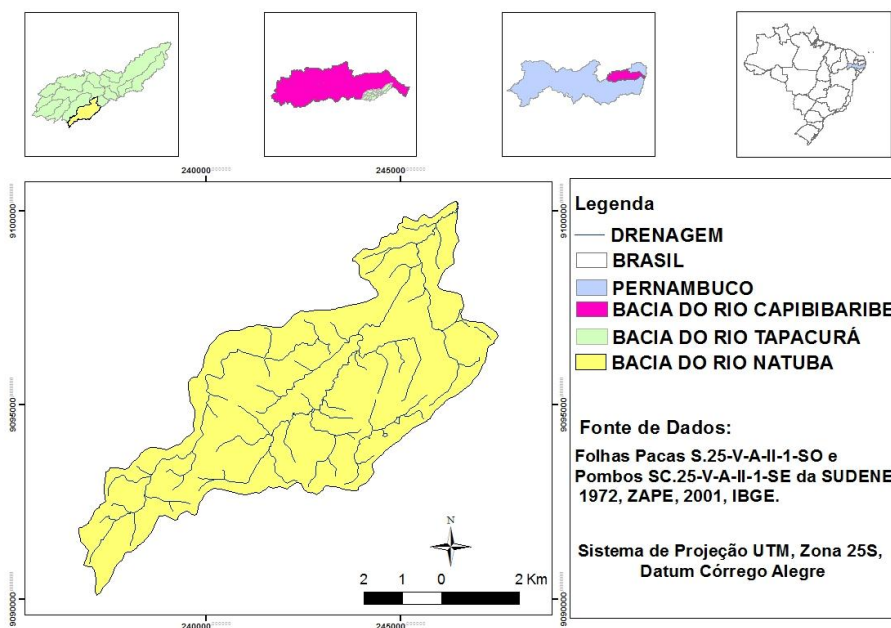 240000
245000
9100000
9095000
9090000
Legenda
DRENAGEM
BRASIL
PERNAMBUCO
BACIA DO RIO CAPIBIBARIBE
BACIA DO RIO TAPACURÁ
BACIA DO RIO NATUBA
Fonte de Dados:
Folhas Pacas S.25-V-A-II-1-SO e
Pombos SC.25-V-A-II-1-SE da SUDENE
1972, ZAPE, 2001, IBGE.
Sistema de Projeção UTM, Zona 25S,
Datum Córrego Alegre
N
2 1 0 2 Km
9100000
9095000
9090000
240000
245000